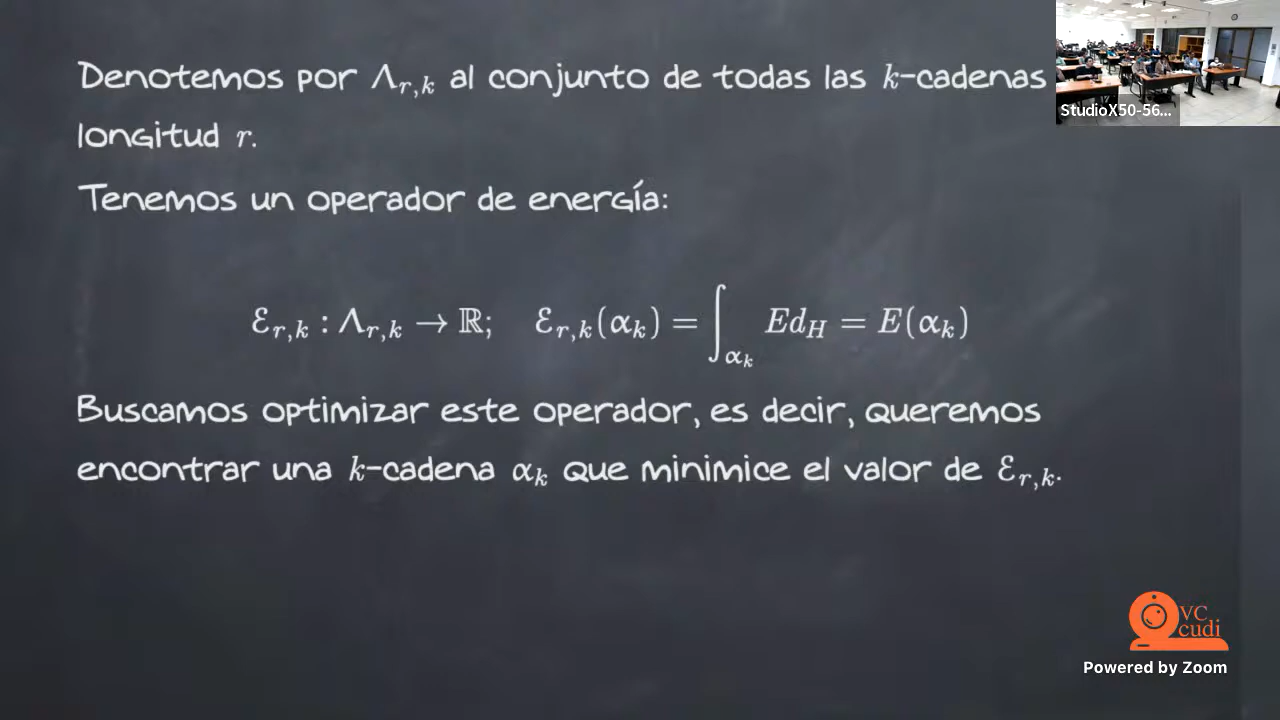 Denotemos por Λ_{r,k} al conjunto de todas las k-cadenas
longitud r.
Tenemos un operador de energía:
ℰ_{r,k} : Λ_{r,k} → ℝ; ℰ_{r,k}(α_k) = ∫_{α_k} Ed_H = E(α_k)
Buscamos optimizar este operador, es decir, queremos
encontrar una k-cadena α_k que minimice el valor de ℰ_{r,k}.
StudioX50-56...
VC
cudi
Powered by Zoom